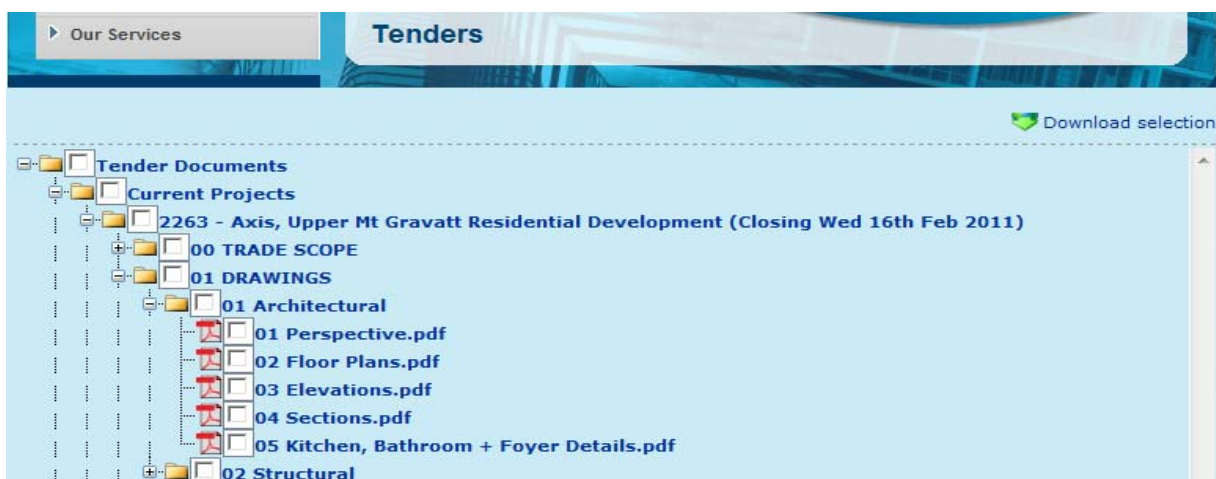 Our Services
Tenders
Download selection
Tender Documents
Current Projects
2263 - Axis, Upper Mt Gravatt Residential Development (Closing Wed 16th Feb 2011)
00 TRADE SCOPE
01 DRAWINGS
01 Architectural
01 Perspective.pdf
02 Floor Plans.pdf
03 Elevations.pdf
04 Sections.pdf
05 Kitchen, Bathroom + Foyer Details.pdf
02 Structural